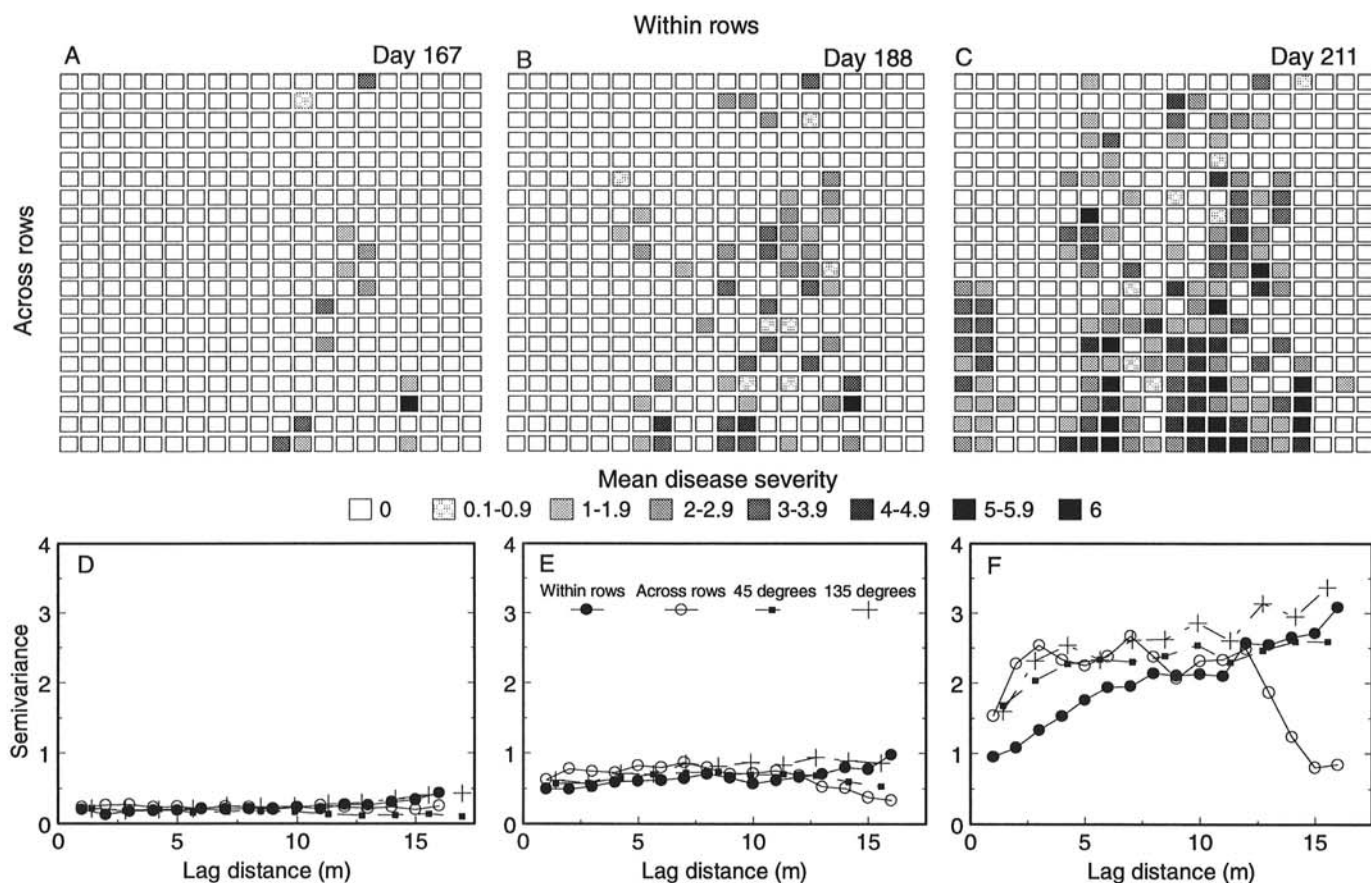 Within rows
A Day 167
B Day 188
C Day 211
Across rows
Mean disease severity
0 0.1-0.9 1-1.9 2-2.9 3-3.9 4-4.9 5-5.9 6
Semivariance
D
4
3
2
1
0
0 5 10 15
Lag distance (m)
E
Within rows Across rows 45 degrees 135 degrees
4
3
2
1
0
0 5 10 15
Lag distance (m)
F
4
3
2
1
0
0 5 10 15
Lag distance (m)